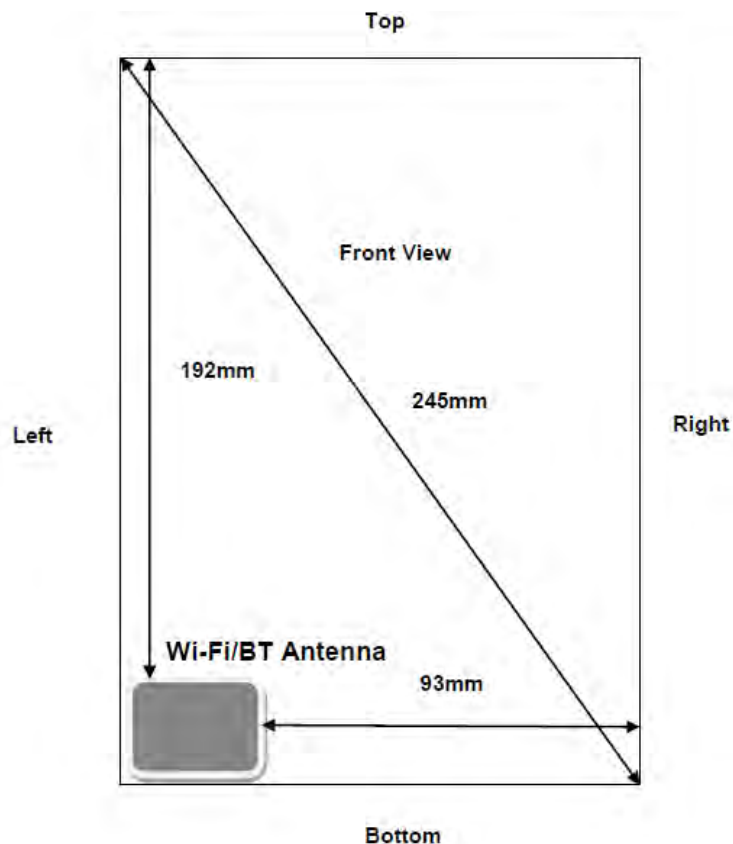 Top
Front View
192mm
245mm
Left
Right
Wi-Fi/BT Antenna
93mm
Bottom